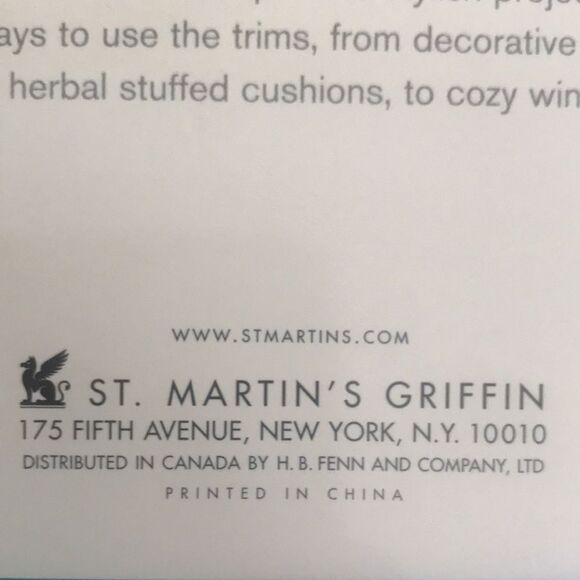 ays to use the trims, from decorative
herbal stuffed cushions, to cozy win
WWW.STMARTINS.COM
ST. MARTIN'S GRIFFIN
175 FIFTH AVENUE, NEW YORK, N.Y. 10010
DISTRIBUTED IN CANADA BY H. B. FENN AND COMPANY, LTD
PRINTED IN CHINA